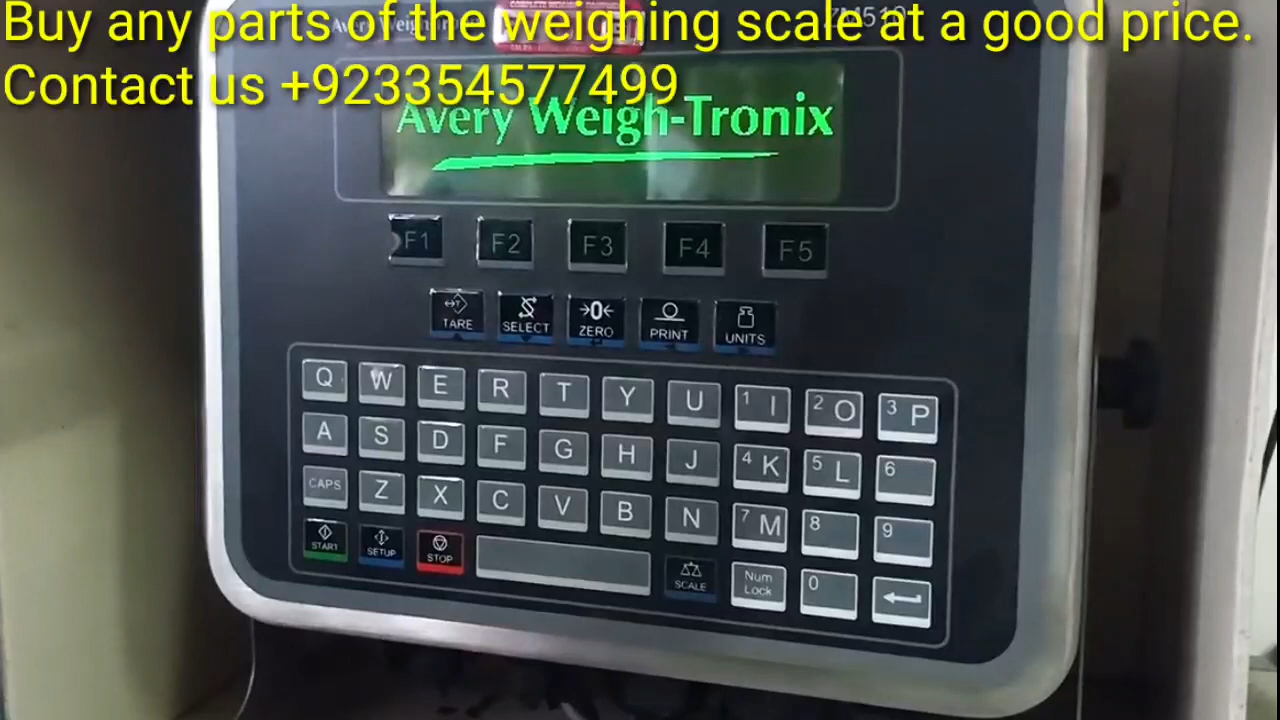 Buy any parts of the weighing scale at a good price.
Contact us +923354577499
ZM510
Avery Weigh-Tronix
F1 F2 F3 F4 F5
TARE SELECT ZERO PRINT UNITS
Q W E R T Y U 1 I 2 O 3 P
A S D F G H J 4 K 5 L 6
CAPS Z X C V B N 7 M 8 9
START SETUP STOP SCALE Num Lock 0